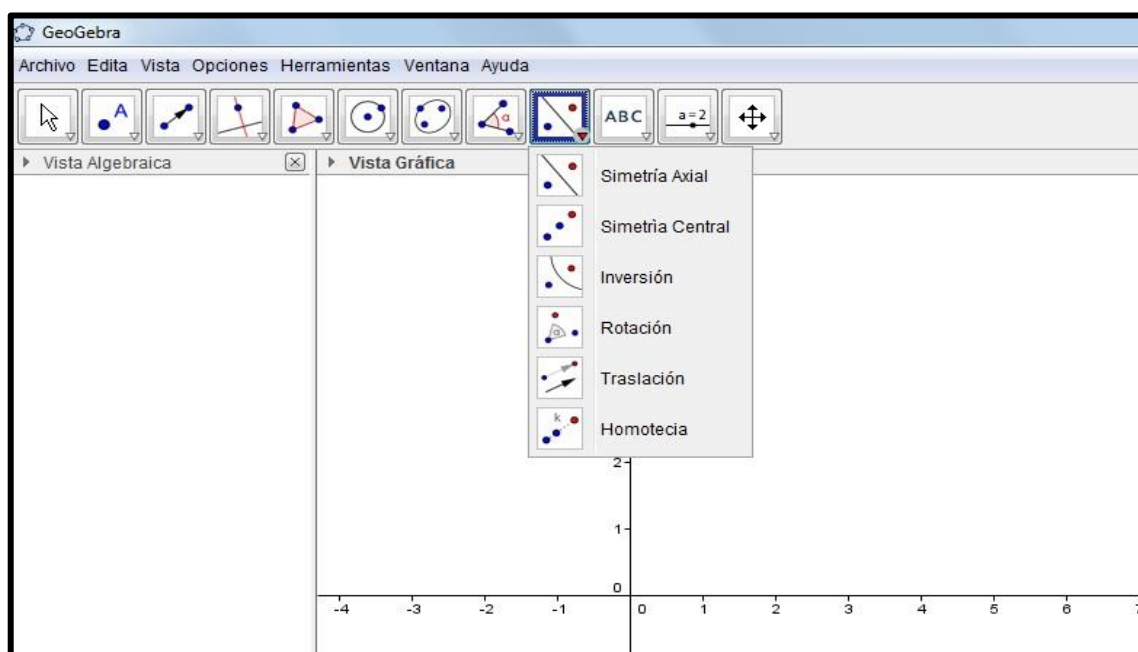 GeoGebra
Archivo Edita Vista Opciones Herramientas Ventana Ayuda
A α ABC a=2
Vista Algebraica Vista Gráfica
Simetría Axial
Simetrìa Central
Inversión
α Rotación
Traslación
k Homotecia
2
1
0
-4 -3 -2 -1 0 1 2 3 4 5 6 7